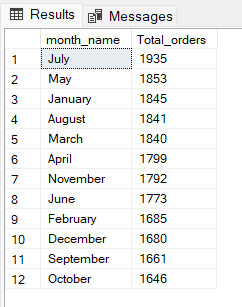 Results Messages
month_name Total_orders
1 July 1935
2 May 1853
3 January 1845
4 August 1841
5 March 1840
6 April 1799
7 November 1792
8 June 1773
9 February 1685
10 December 1680
11 September 1661
12 October 1646